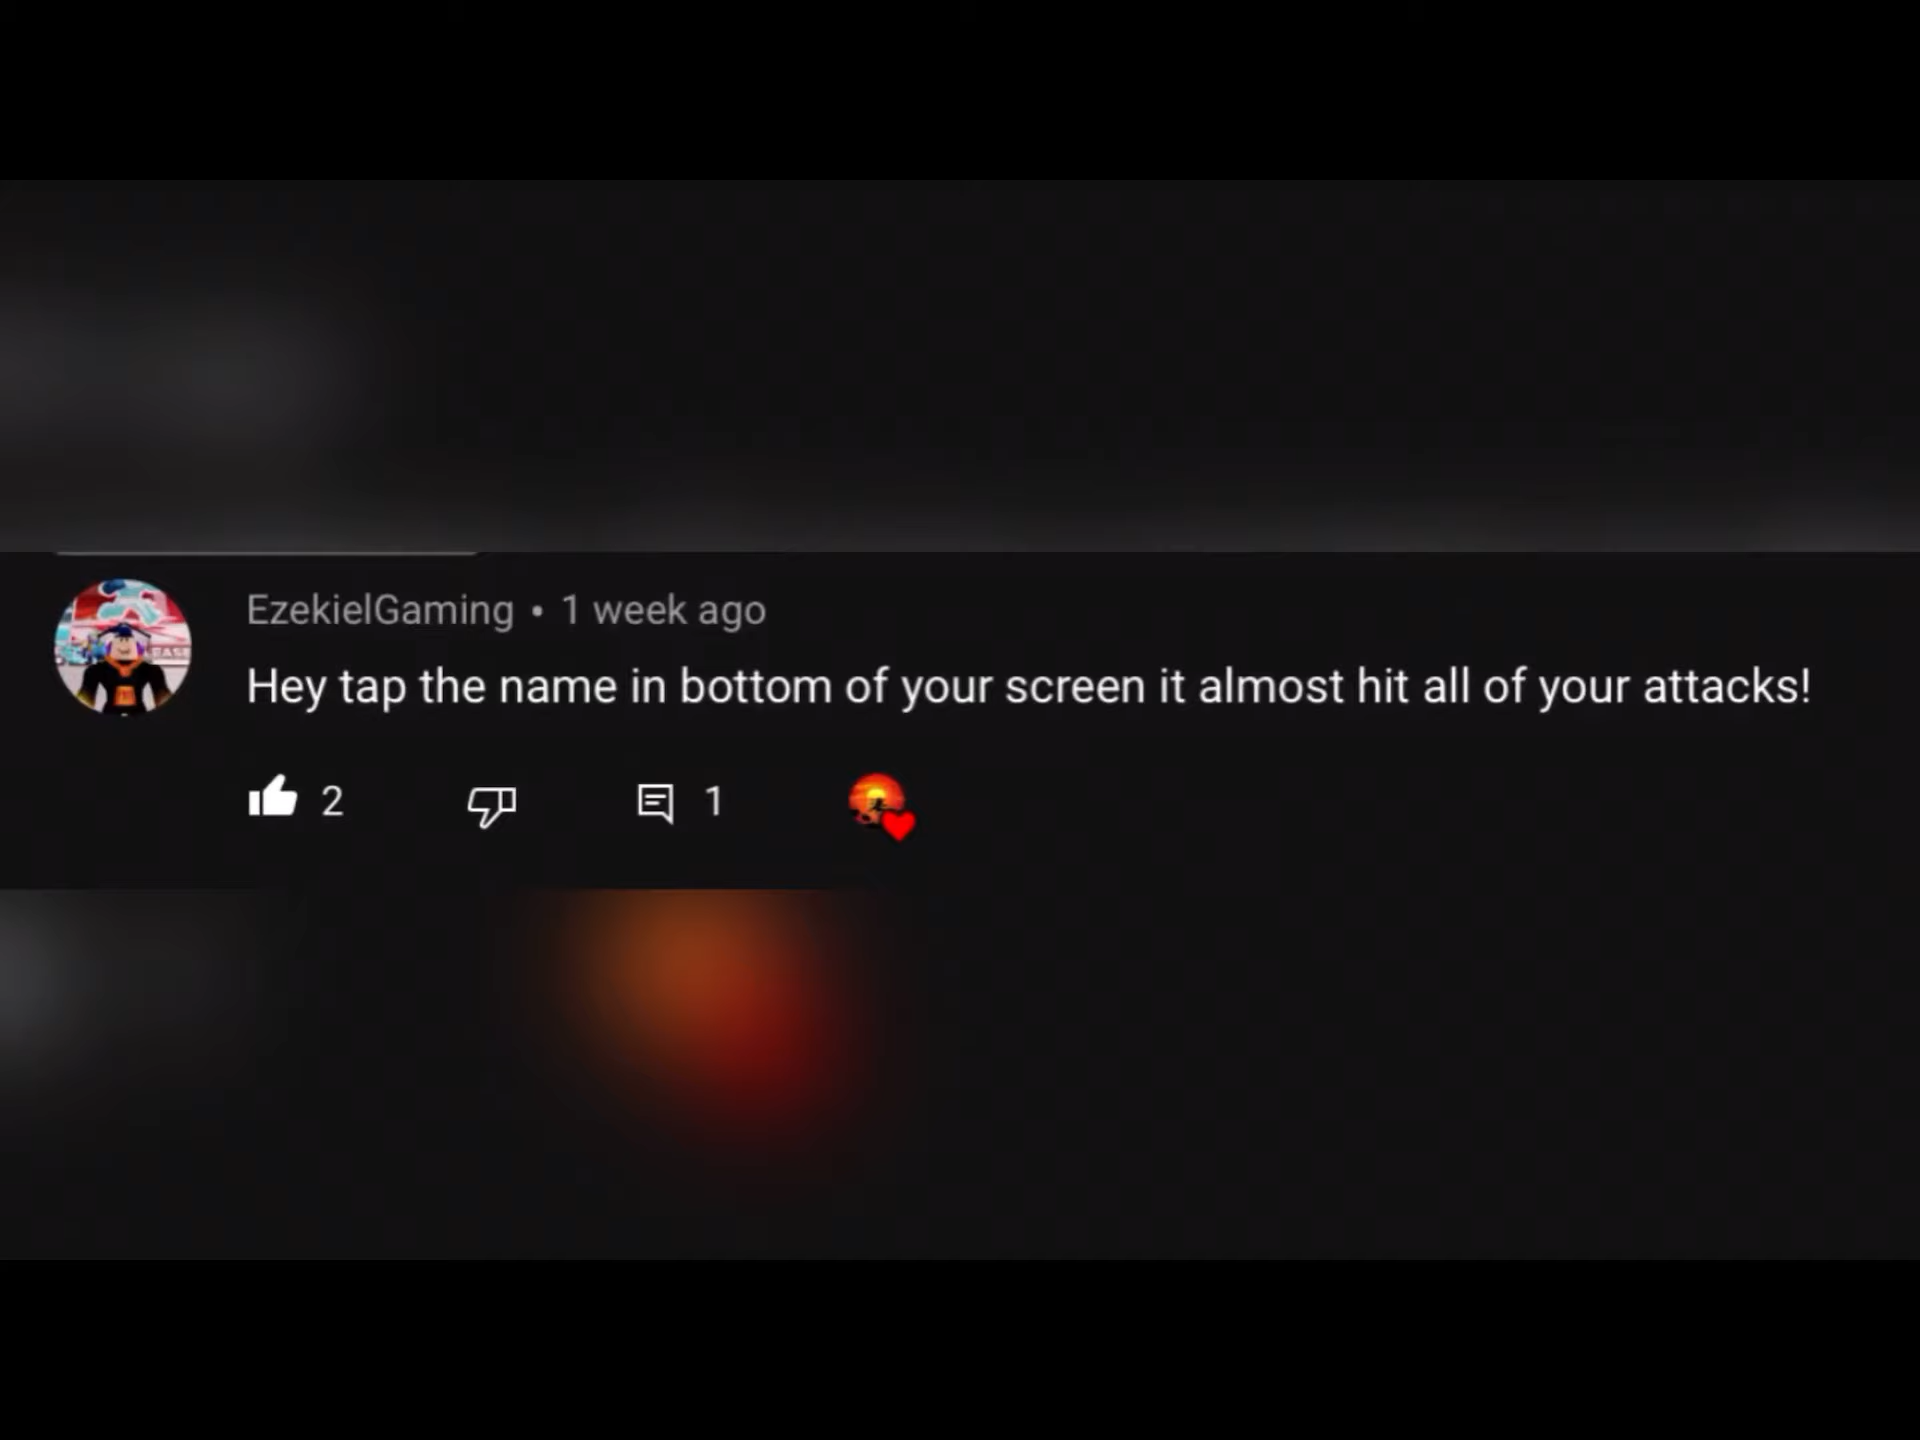 EzekielGaming • 1 week ago
Hey tap the name in bottom of your screen it almost hit all of your attacks!
2 1